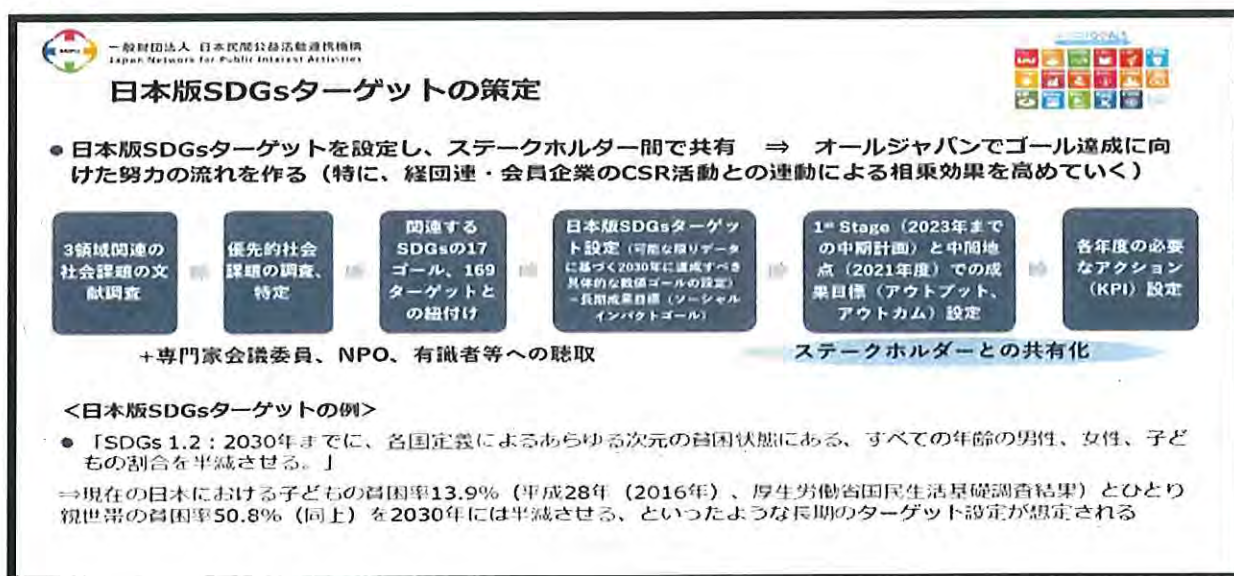 一般財団法人 日本民間公益活動連携機構
Japan Network for Public Interest Activities
日本版SDGsターゲットの策定
● 日本版SDGsターゲットを設定し、ステークホルダー間で共有 ⇒ オールジャパンでゴール達成に向
けた努力の流れを作る（特に、経団連・会員企業のCSR活動との連動による相乗効果を高めていく）
3領域関連の
社会課題の文
献調査
優先的社会
課題の調査、
特定
関連する
SDGsの17
ゴール、169
ターゲットと
の紐付け
日本版SDGsターゲッ
ト設定（可能な限りデータ
に基づく2030年に達成すべき
具体的な数値ゴールの設定）
＝長期成果目標（ソーシャル
インパクトゴール）
1st Stage（2023年まで
の中期計画）と中間地
点（2021年度）での成
果目標（アウトプット、
アウトカム）設定
各年度の必要
なアクション
（KPI）設定
＋専門家会議委員、NPO、有識者等への聴取
ステークホルダーとの共有化
＜日本版SDGsターゲットの例＞
● 「SDGs 1.2：2030年までに、各国定義によるあらゆる次元の貧困状態にある、すべての年齢の男性、女性、子ど
もの割合を半減させる。」
⇒現在の日本における子どもの貧困率13.9%（平成28年（2016年）、厚生労働省国民生活基礎調査結果）とひとり
親世帯の貧困率50.8%（同上）を2030年には半減させる、といったような長期のターゲット設定が想定される